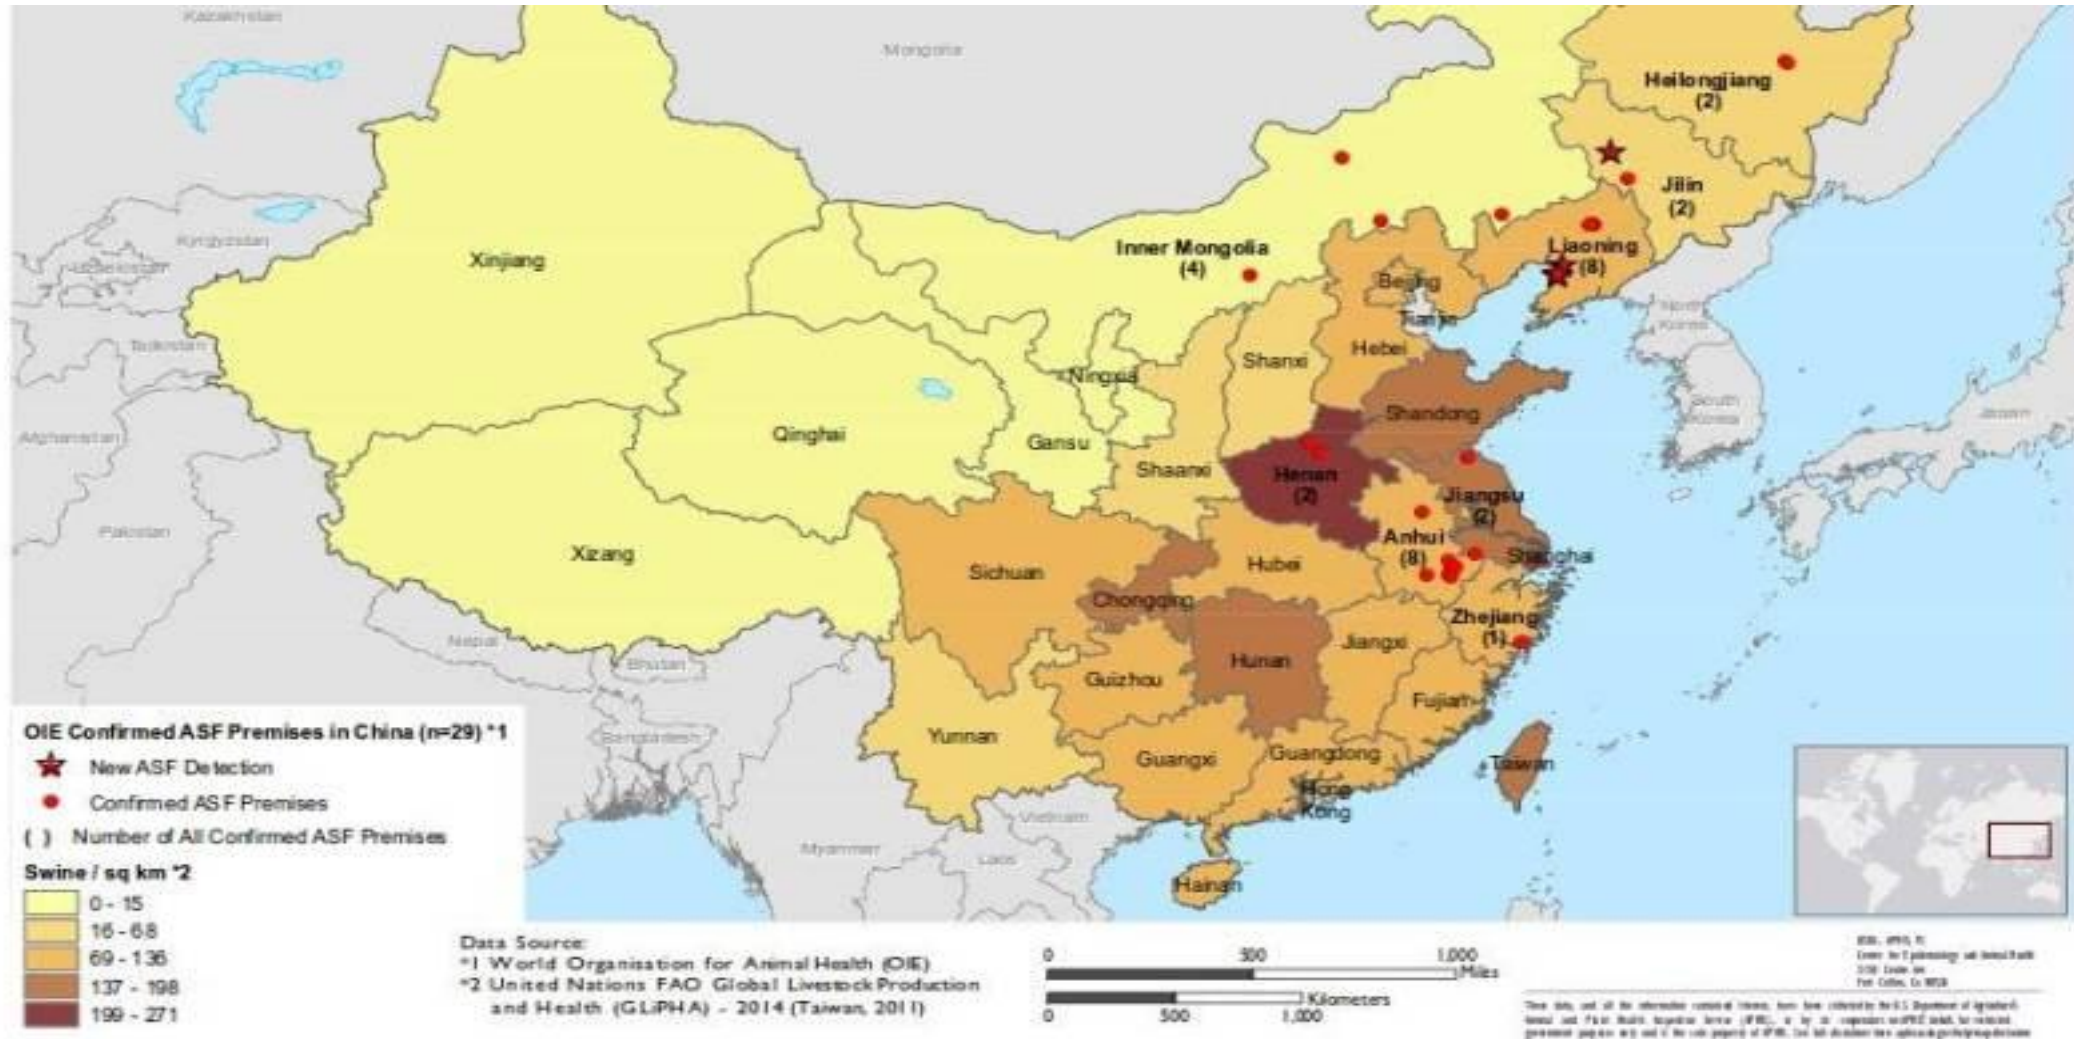 Kazakhstan
Mongolia
Heilongjiang
(2)
Jilin
(2)
Kyrgyzstan
Uzbekistan
Xinjiang
Inner Mongolia
(4)
Liaoning
(8)
Beijing
Tianjin
North
Korea
Tajikistan
Hebei
Shanxi
Ningxia
Shandong
South
Korea
Japan
Afghanistan
Qinghai
Gansu
Shaanxi
Henan
(2)
Jiangsu
(2)
Pakistan
Xizang
Anhui
(8)
Shanghai
Sichuan
Hubei
Chongqing
Zhejiang
(1)
Nepal
Bhutan
Jiangxi
Hunan
Guizhou
Fujian
Bangladesh
Yunnan
Guangxi
Guangdong
Taiwan
Hong
Kong
Vietnam
Myanmar
Laos
Hainan
OIE Confirmed ASF Premises in China (n=29) *1
New ASF Detection
Confirmed ASF Premises
( ) Number of All Confirmed ASF Premises
Swine / sq km *2
0 - 15
16 - 68
69 - 136
137 - 198
199 - 271
Data Source:
*1 World Organisation for Animal Health (OIE)
*2 United Nations FAO Global Livestock Production
and Health (GLiPHA) - 2014 (Taiwan, 2011)
0 500 1,000
Miles
Kilometers
0 500 1,000